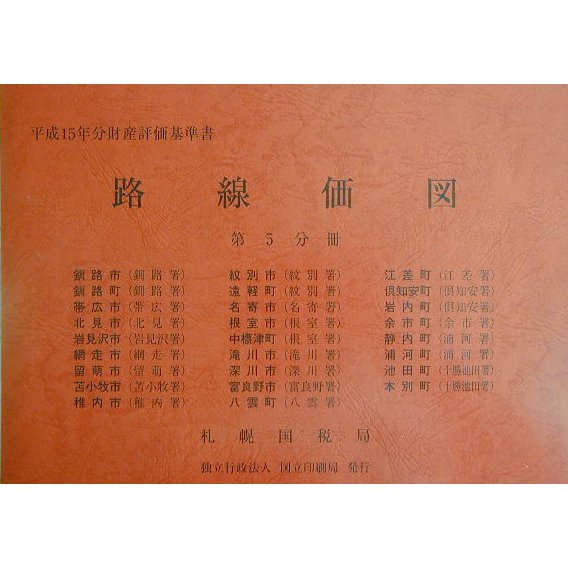 平成15年分財産評価基準書
路線価図
第5分冊
釧路市(釧路署)
釧路町(釧路署)
帯広市(帯広署)
北見市(北見署)
岩見沢市(岩見沢署)
網走市(網走署)
留萌市(留萌署)
苫小牧市(苫小牧署)
稚内市(稚内署)
紋別市(紋別署)
遠軽町(紋別署)
名寄市(名寄署)
根室市(根室署)
中標津町(根室署)
滝川市(滝川署)
深川市(深川署)
富良野市(富良野署)
八雲町(八雲署)
江差町(江差署)
倶知安町(倶知安署)
岩内町(倶知安署)
余市町(余市署)
静内町(浦河署)
浦河町(浦河署)
池田町(十勝池田署)
本別町(十勝池田署)
札幌国税局
独立行政法人 国立印刷局 発行